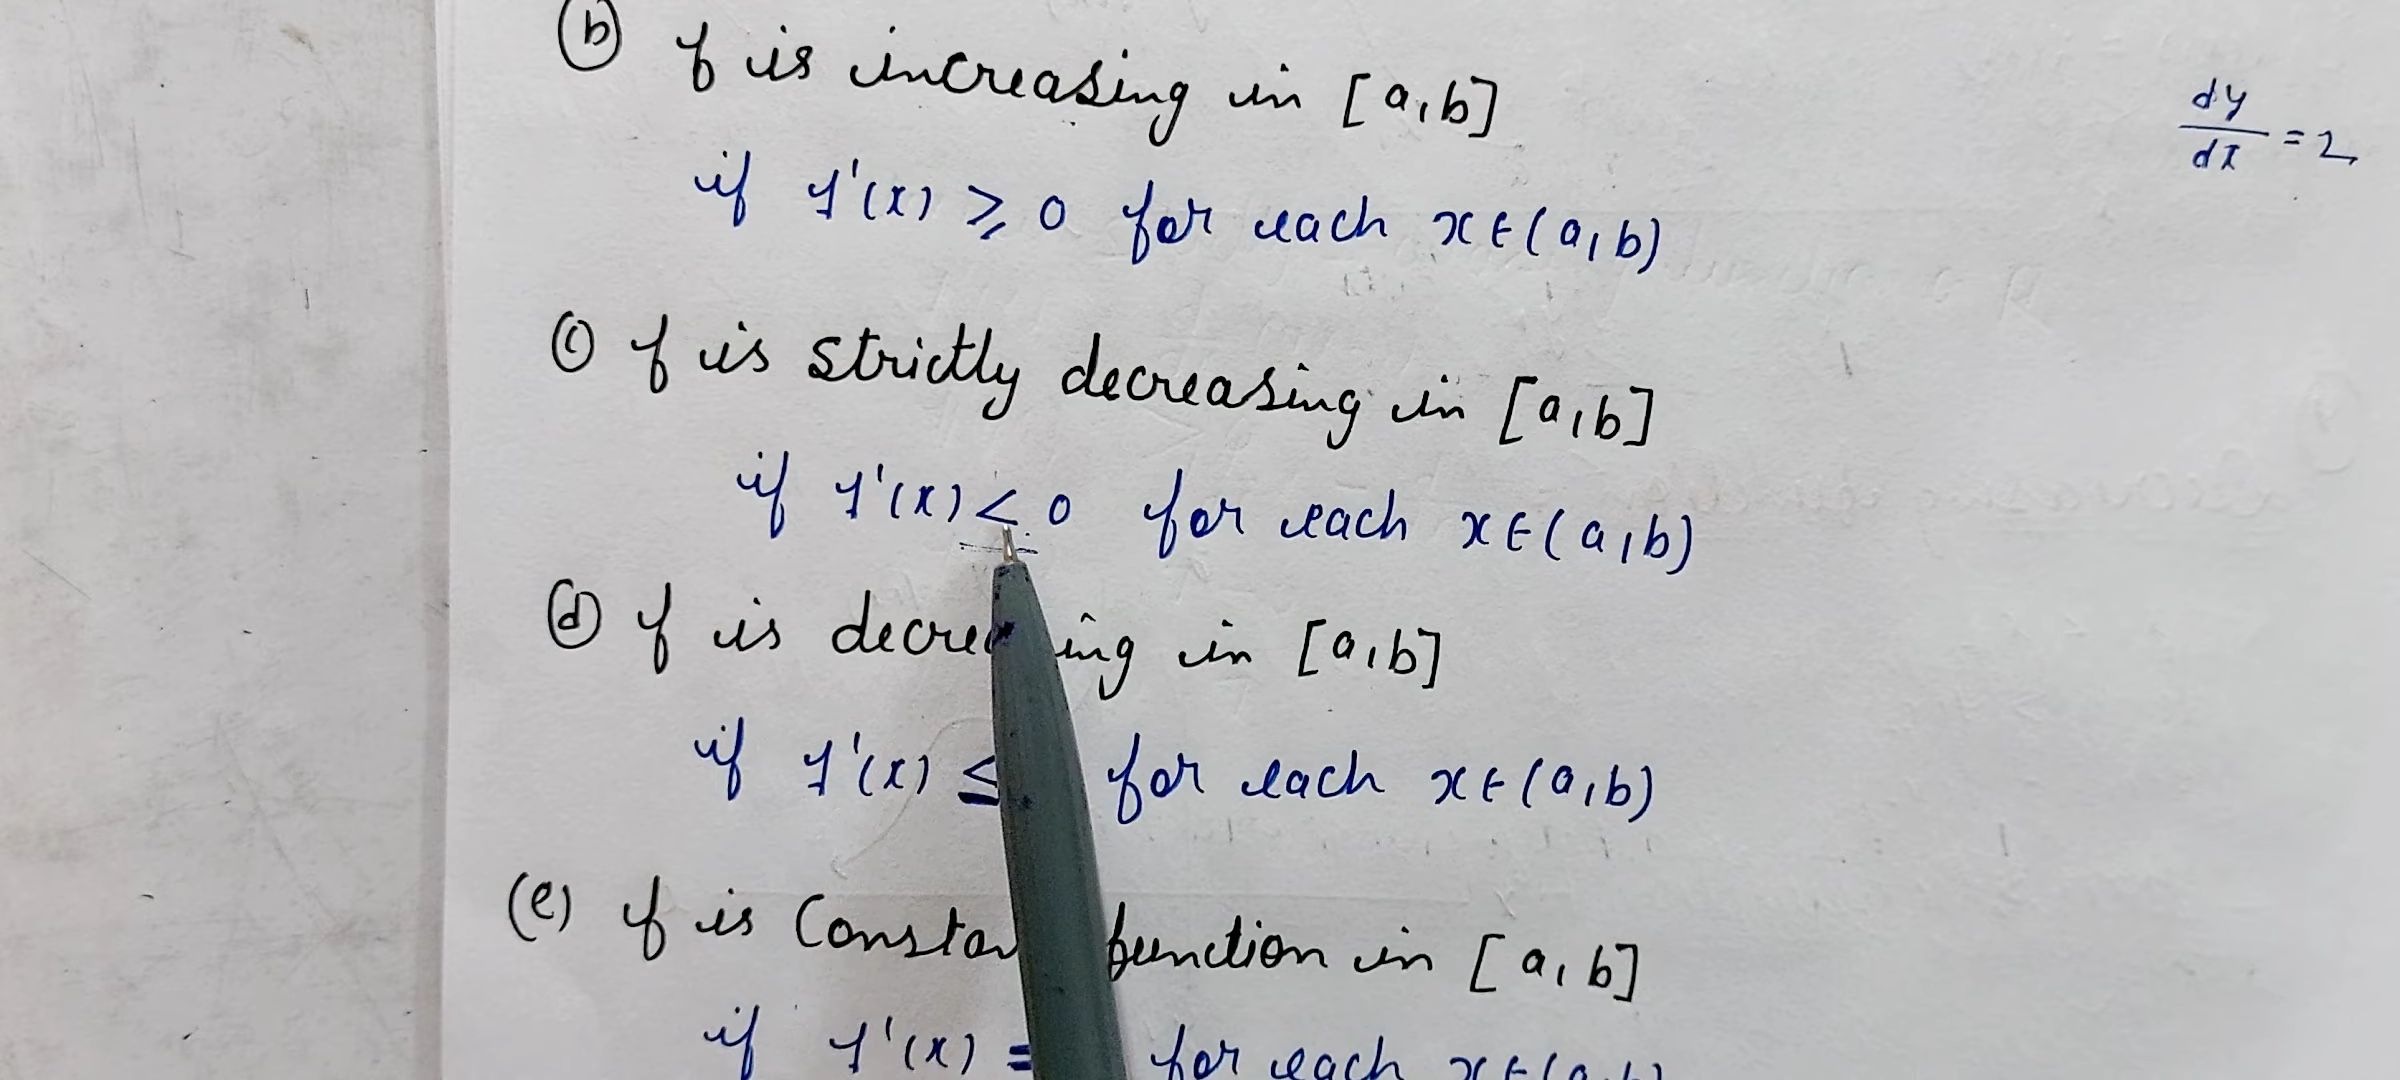 (b) f is increasing in [a,b]
dy/dx = 2
if f'(x) ≥ 0 for each x∈(a,b)
(c) f is strictly decreasing in [a,b]
if f'(x) < 0 for each x∈(a,b)
(d) f is decre ing in [a,b]
if f'(x) ≤ for each x∈(a,b)
(e) f is Constan function in [a,b]
if f'(x) = for each x∈(a,b)